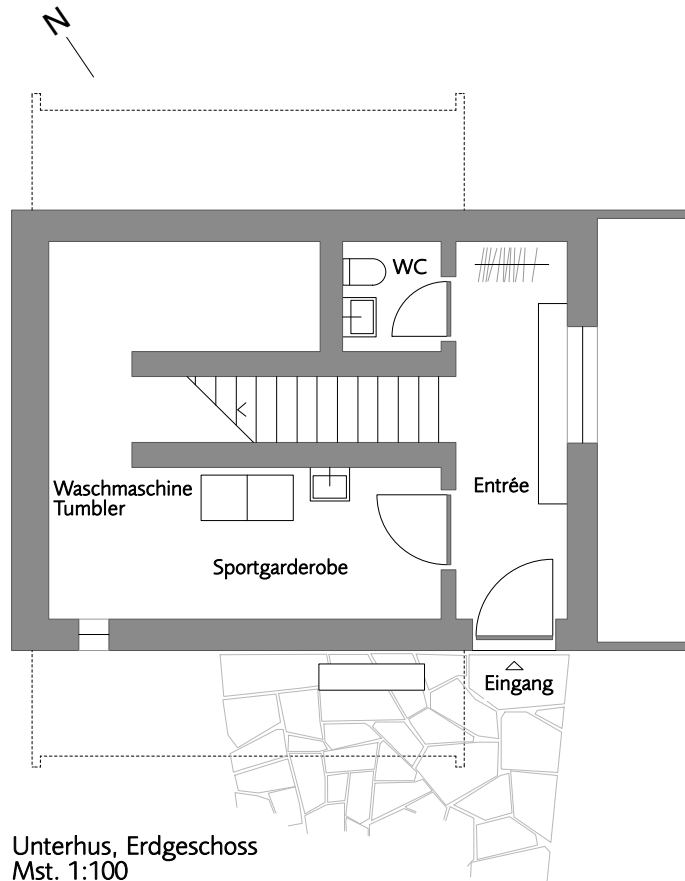 N
WC
Waschmaschine
Tumbler
Entrée
Sportgarderobe
Eingang
Unterhus, Erdgeschoss
Mst. 1:100